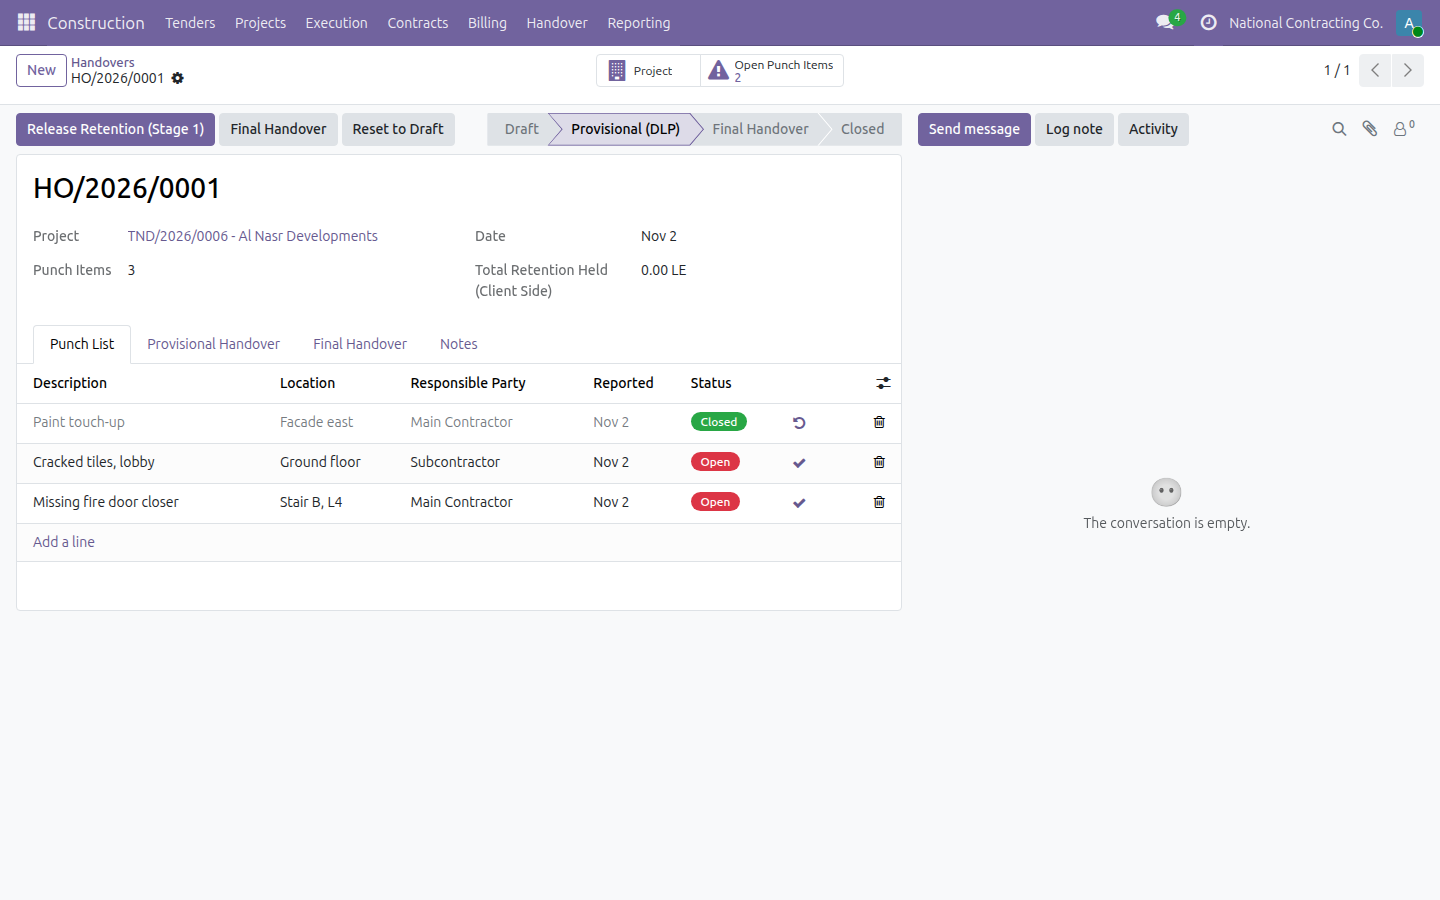 Construction Tenders Projects Execution Contracts Billing Handover Reporting 4 National Contracting Co. A
New Handovers
HO/2026/0001
Project
Open Punch Items
2
1 / 1
Release Retention (Stage 1) Final Handover Reset to Draft Draft Provisional (DLP) Final Handover Closed Send message Log note Activity 0
HO/2026/0001
Project TND/2026/0006 - Al Nasr Developments Date Nov 2
Punch Items 3 Total Retention Held (Client Side) 0.00 LE
Punch List Provisional Handover Final Handover Notes
Description Location Responsible Party Reported Status
Paint touch-up Facade east Main Contractor Nov 2 Closed
Cracked tiles, lobby Ground floor Subcontractor Nov 2 Open
Missing fire door closer Stair B, L4 Main Contractor Nov 2 Open
Add a line
The conversation is empty.